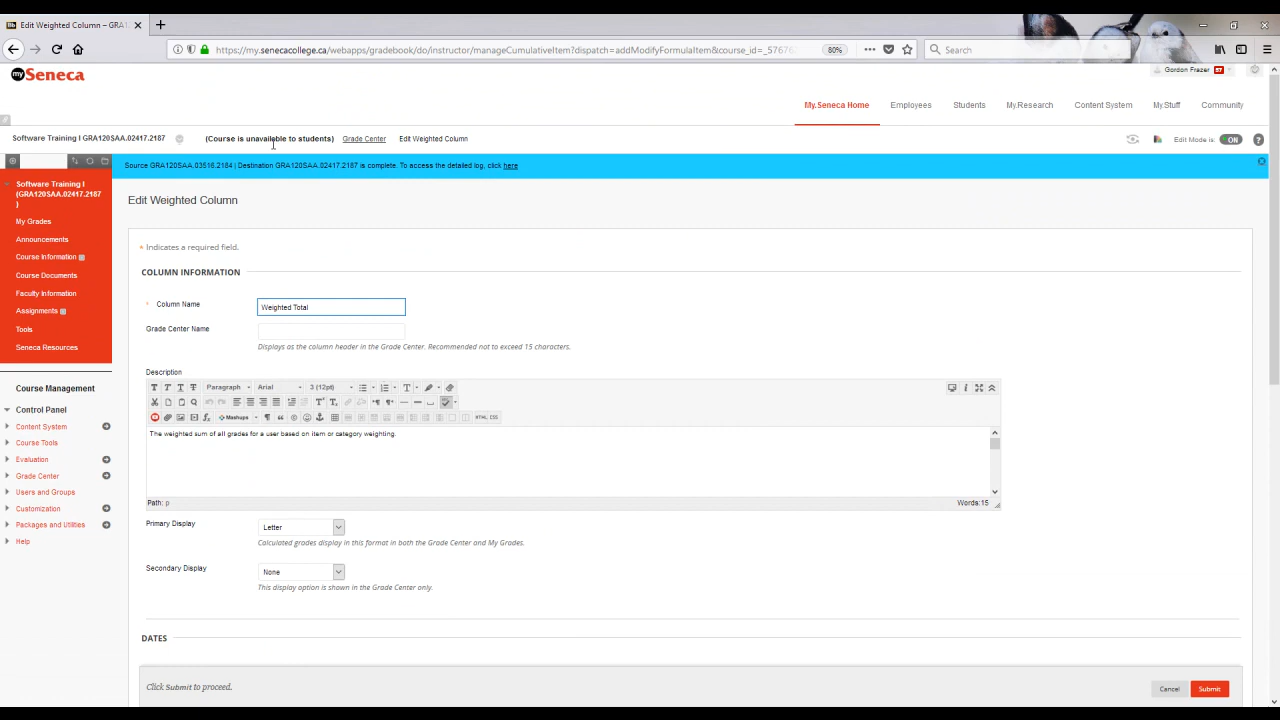 Edit Weighted Column – GRA1
https://my.senecacollege.ca/webapps/gradebook/do/instructor/manageCumulativeItem?dispatch=addModifyFormulaItem&course_id=_57676
80%
Search
mySeneca
Gordon Frazer 57
My.Seneca Home Employees Students My.Research Content System My.Stuff Community
Software Training I GRA120SAA.02417.2187 (Course is unavailable to students) Grade Center Edit Weighted Column Edit Mode is: ON ?
Source GRA120SAA.03516.2184 | Destination GRA120SAA.02417.2187 is complete. To access the detailed log, click here
Software Training I
(GRA120SAA.02417.2187
)
My Grades
Announcements
Course Information
Course Documents
Faculty Information
Assignments
Tools
Seneca Resources
Course Management
Control Panel
Content System
Course Tools
Evaluation
Grade Center
Users and Groups
Customization
Packages and Utilities
Help
Edit Weighted Column
* Indicates a required field.
COLUMN INFORMATION
* Column Name Weighted Total
Grade Center Name
Displays as the column header in the Grade Center. Recommended not to exceed 15 characters.
Description
T T T T Paragraph Arial 3 (12pt)
Mashups HTML CSS
The weighted sum of all grades for a user based on item or category weighting.
Path: p Words:15
Primary Display Letter
Calculated grades display in this format in both the Grade Center and My Grades.
Secondary Display None
This display option is shown in the Grade Center only.
DATES
Click Submit to proceed. Cancel Submit